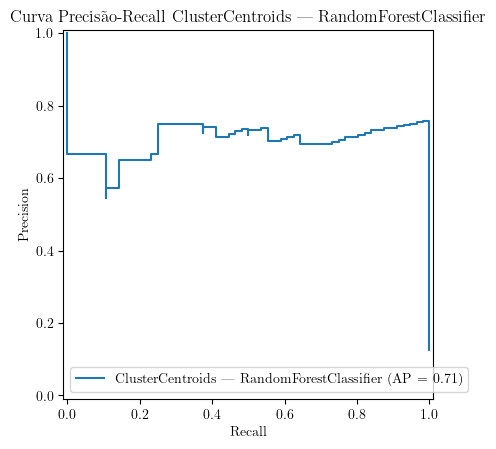 Curva Precisão-Recall ClusterCentroids — RandomForestClassifier
1.0
0.8
0.6
0.4
0.2
0.0
Precision
ClusterCentroids — RandomForestClassifier (AP = 0.71)
0.0 0.2 0.4 0.6 0.8 1.0
Recall